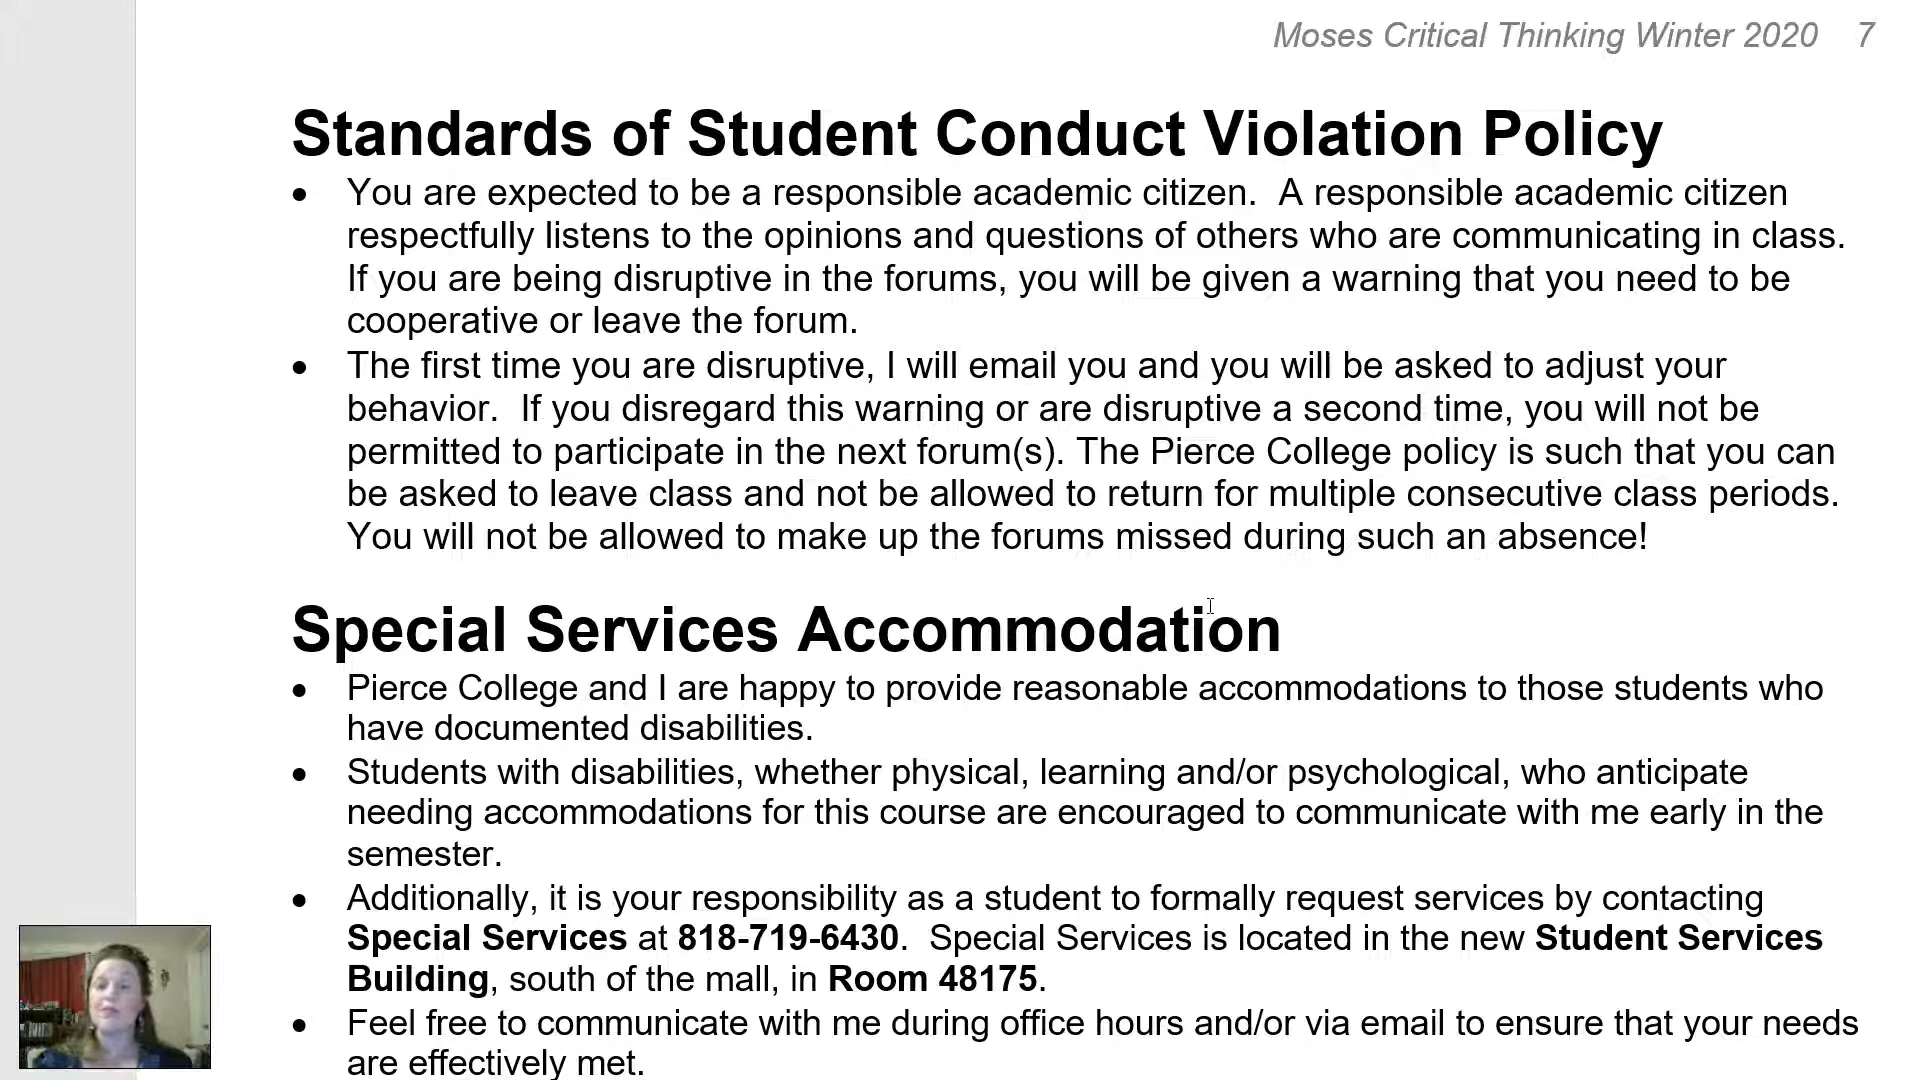 Moses Critical Thinking Winter 2020 7
Standards of Student Conduct Violation Policy
• You are expected to be a responsible academic citizen.  A responsible academic citizen
respectfully listens to the opinions and questions of others who are communicating in class.
If you are being disruptive in the forums, you will be given a warning that you need to be
cooperative or leave the forum.
• The first time you are disruptive, I will email you and you will be asked to adjust your
behavior.  If you disregard this warning or are disruptive a second time, you will not be
permitted to participate in the next forum(s). The Pierce College policy is such that you can
be asked to leave class and not be allowed to return for multiple consecutive class periods.
You will not be allowed to make up the forums missed during such an absence!
Special Services Accommodation
• Pierce College and I are happy to provide reasonable accommodations to those students who
have documented disabilities.
• Students with disabilities, whether physical, learning and/or psychological, who anticipate
needing accommodations for this course are encouraged to communicate with me early in the
semester.
• Additionally, it is your responsibility as a student to formally request services by contacting
Special Services at 818-719-6430.  Special Services is located in the new Student Services
Building, south of the mall, in Room 48175.
• Feel free to communicate with me during office hours and/or via email to ensure that your needs
are effectively met.